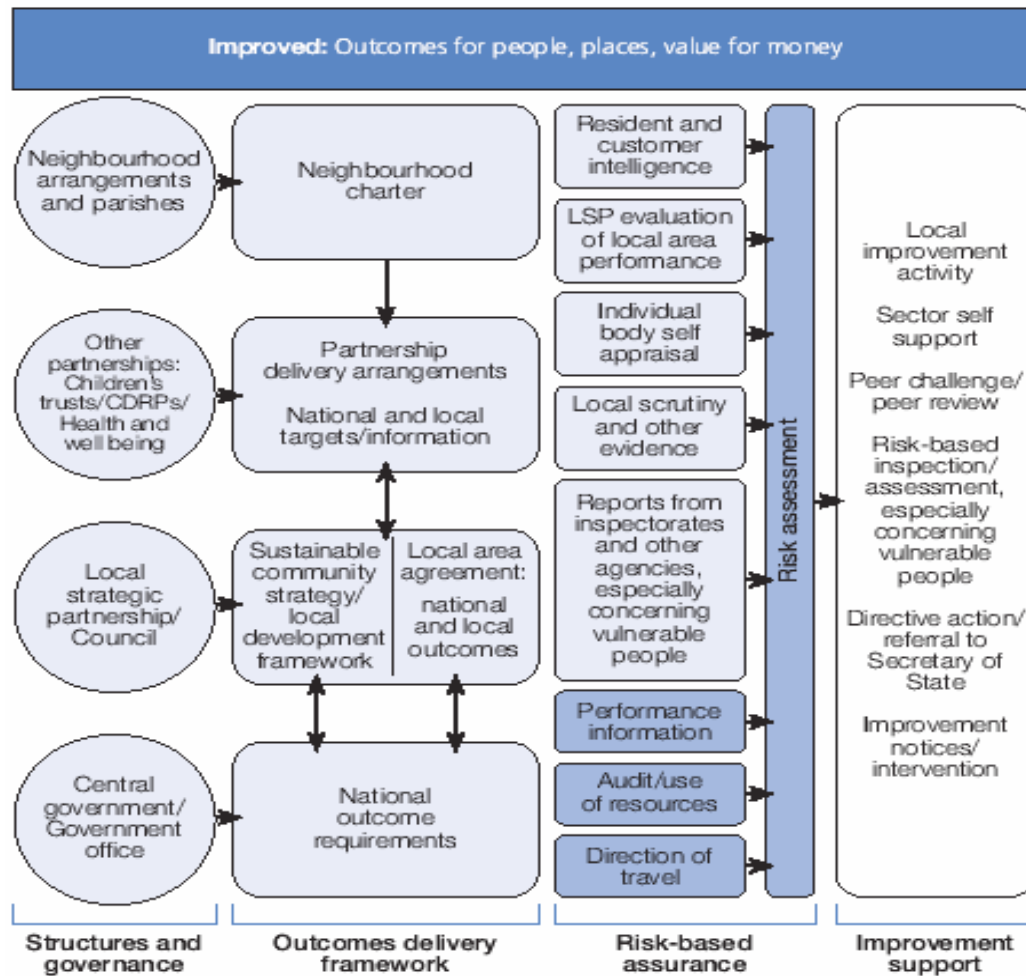 Improved: Outcomes for people, places, value for money
Neighbourhood
arrangements
and parishes
Other
partnerships:
Children's
trusts/CDRPs/
Health and
well being
Local
strategic
partnership/
Council
Central
government/
Government
office
Structures and
governance
Neighbourhood
charter
Partnership
delivery arrangements
National and local
targets/information
Sustainable
community
strategy/
local
development
framework
Local area
agreement:
national
and local
outcomes
National
outcome
requirements
Outcomes delivery
framework
Resident and
customer
intelligence
LSP evaluation
of local area
performance
Individual
body self
appraisal
Local scrutiny
and other
evidence
Reports from
inspectorates
and other
agencies,
especially
concerning
vulnerable
people
Performance
information
Audit/use
of resources
Direction of
travel
Risk assessment
Risk-based
assurance
Local
improvement
activity
Sector self
support
Peer challenge/
peer review
Risk-based
inspection/
assessment,
especially
concerning
vulnerable
people
Directive action/
referral to
Secretary of
State
Improvement
notices/
intervention
Improvement
support